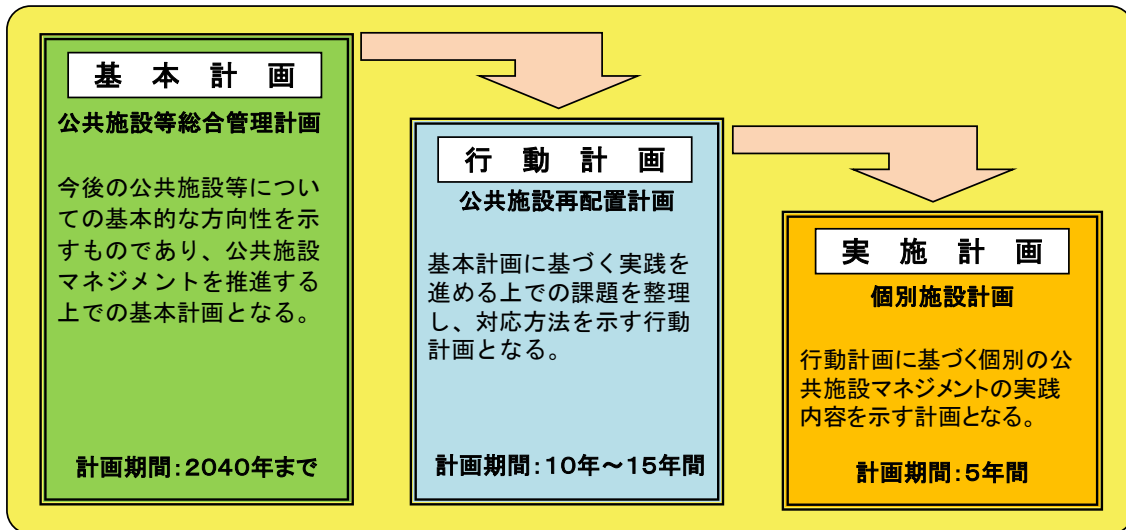 基本計画
公共施設等総合管理計画
今後の公共施設等につい
ての基本的な方向性を示
すものであり、公共施設
マネジメントを推進する
上での基本計画となる。
計画期間：２０４０年まで
行動計画
公共施設再配置計画
基本計画に基づく実践を
進める上での課題を整理
し、対応方法を示す行動
計画となる。
計画期間：１０年～１５年間
実施計画
個別施設計画
行動計画に基づく個別の公
共施設マネジメントの実践
内容を示す計画となる。
計画期間：５年間